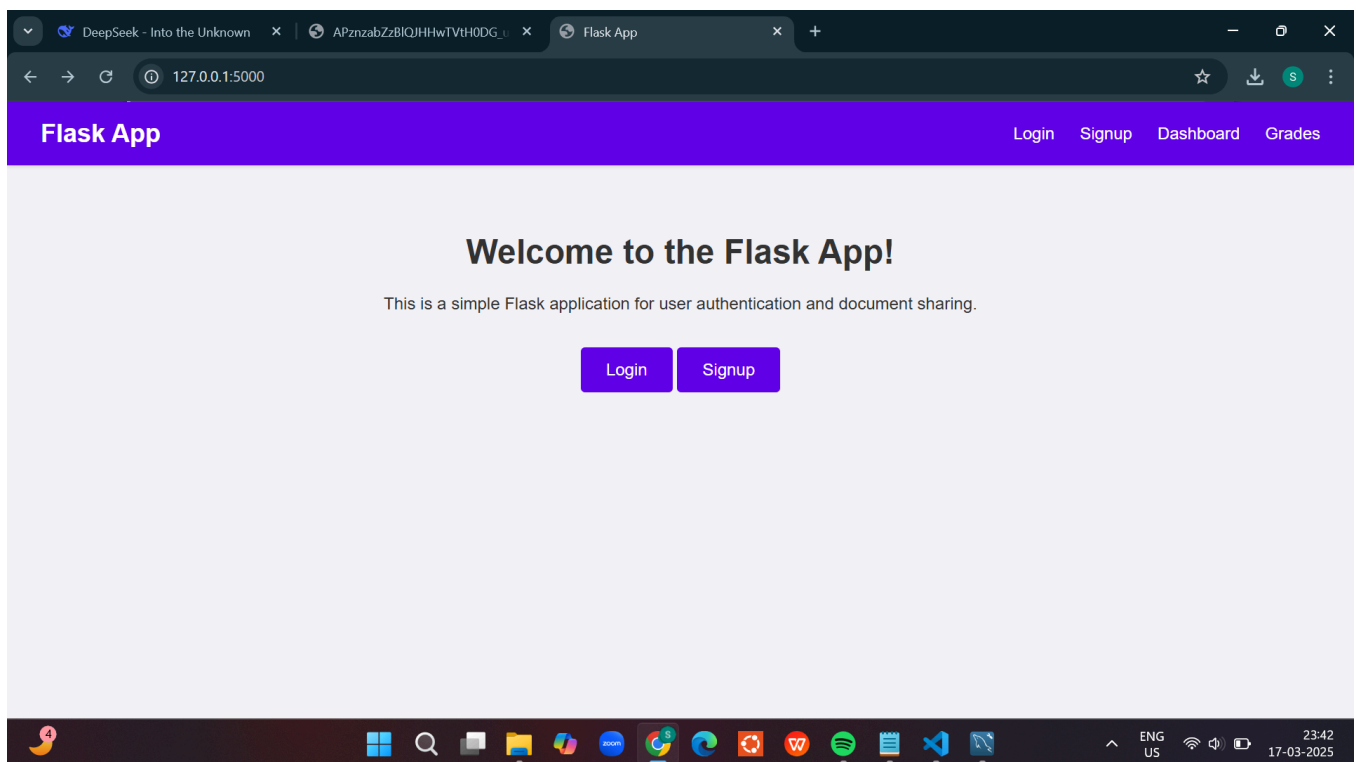 DeepSeek - Into the Unknown
APznzabZzBlQJHHwTVtH0DG_u
Flask App
127.0.0.1:5000
S
Flask App
Login Signup Dashboard Grades
Welcome to the Flask App!
This is a simple Flask application for user authentication and document sharing.
Login Signup
4
zoom
S
W
ENG
US
23:42
17-03-2025